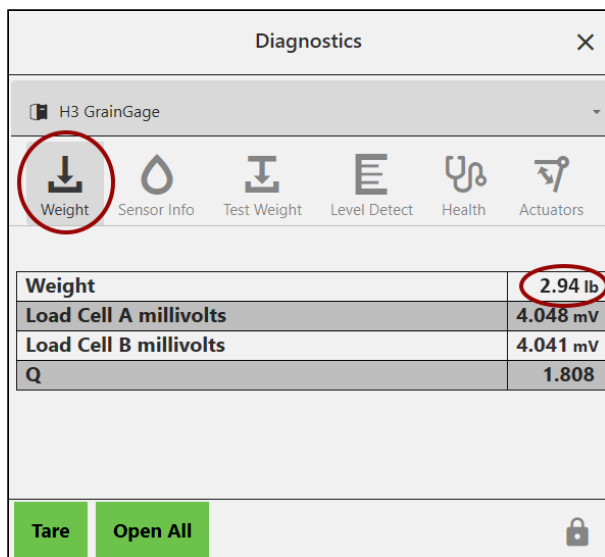 Diagnostics
H3 GrainGage
Weight Sensor Info Test Weight Level Detect Health Actuators
Weight 2.94 lb
Load Cell A millivolts 4.048 mV
Load Cell B millivolts 4.041 mV
Q 1.808
Tare Open All